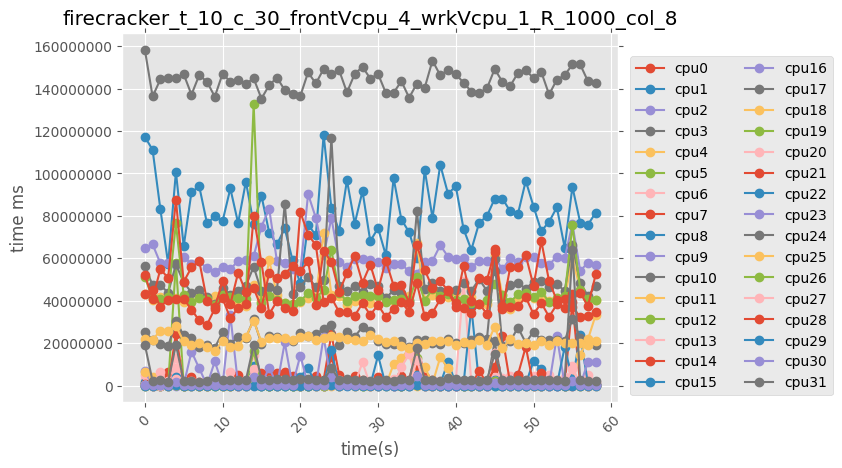 firecracker_t_10_c_30_frontVcpu_4_wrkVcpu_1_R_1000_col_8
160000000
140000000
120000000
100000000
80000000
60000000
40000000
20000000
0
time ms
0
10
20
30
40
50
60
time(s)
cpu0
cpu1
cpu2
cpu3
cpu4
cpu5
cpu6
cpu7
cpu8
cpu9
cpu10
cpu11
cpu12
cpu13
cpu14
cpu15
cpu16
cpu17
cpu18
cpu19
cpu20
cpu21
cpu22
cpu23
cpu24
cpu25
cpu26
cpu27
cpu28
cpu29
cpu30
cpu31